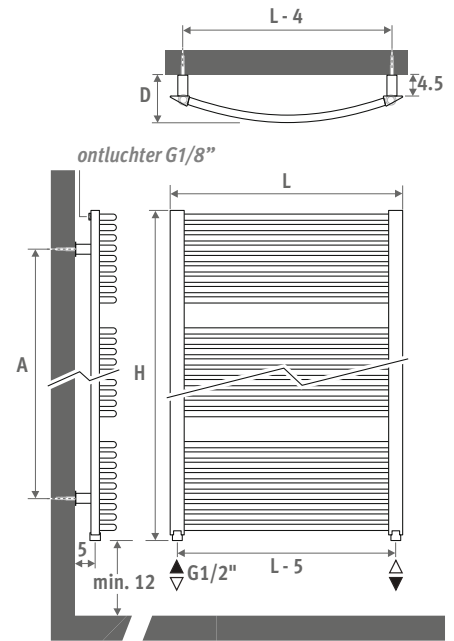 L - 4
D
4.5
ontluchter G1/8”
L
A
H
5
min. 12
G1/2"
L - 5